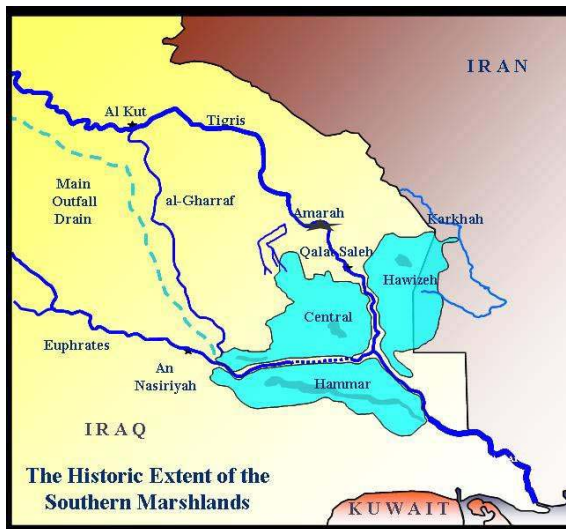 IRAN
Al Kut
Tigris
Main
Outfall
Drain
al-Gharraf
Amarah
Karkhah
Qalat Saleh
Hawizeh
Central
Euphrates
An
Nasiriyah
Hammar
IRAQ
The Historic Extent of the
Southern Marshlands
KUWAIT